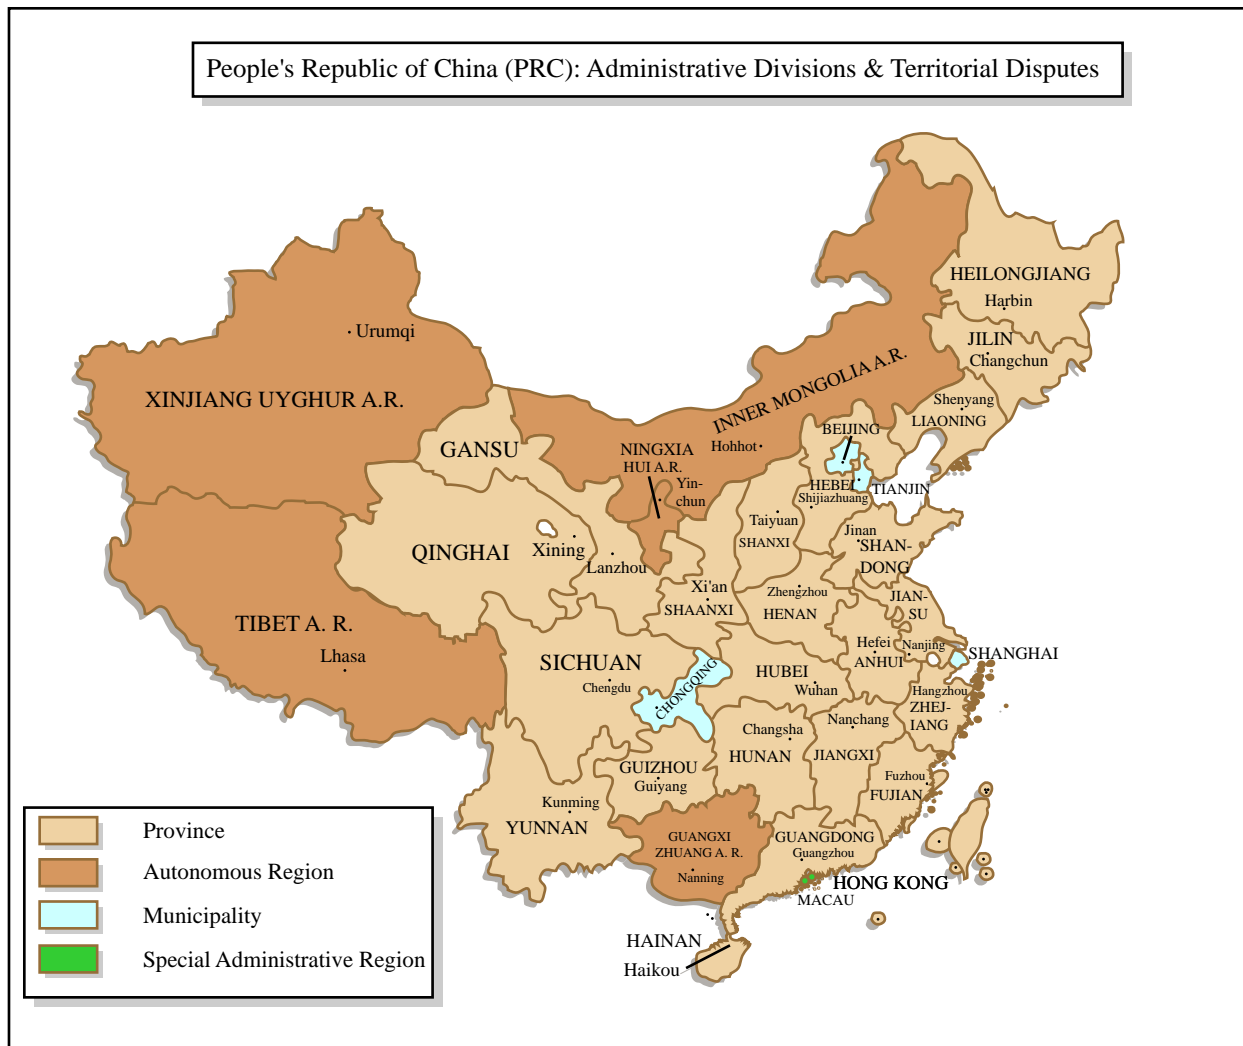 People's Republic of China (PRC): Administrative Divisions & Territorial Disputes
HEILONGJIANG
Harbin
JILIN
Changchun
Urumqi
XINJIANG UYGHUR A.R.
INNER MONGOLIA A.R.
Hohhot
Shenyang
LIAONING
BEIJING
GANSU
NINGXIA
HUI A.R.
Yin-
chun
HEBEI
Shijiazhuang
TIANJIN
Taiyuan
SHANXI
Jinan
SHAN-
DONG
QINGHAI
Xining
Lanzhou
Xi'an
SHAANXI
Zhengzhou
HENAN
JIAN-
SU
TIBET A. R.
Lhasa
SICHUAN
Chengdu
CHONGQING
HUBEI
Wuhan
Hefei
ANHUI
Nanjing
SHANGHAI
Hangzhou
ZHEJ-
IANG
Changsha
HUNAN
Nanchang
JIANGXI
GUIZHOU
Guiyang
Fuzhou
FUJIAN
Kunming
YUNNAN
GUANGXI
ZHUANG A. R.
Nanning
GUANGDONG
Guangzhou
HONG KONG
MACAU
HAINAN
Haikou
Province
Autonomous Region
Municipality
Special Administrative Region